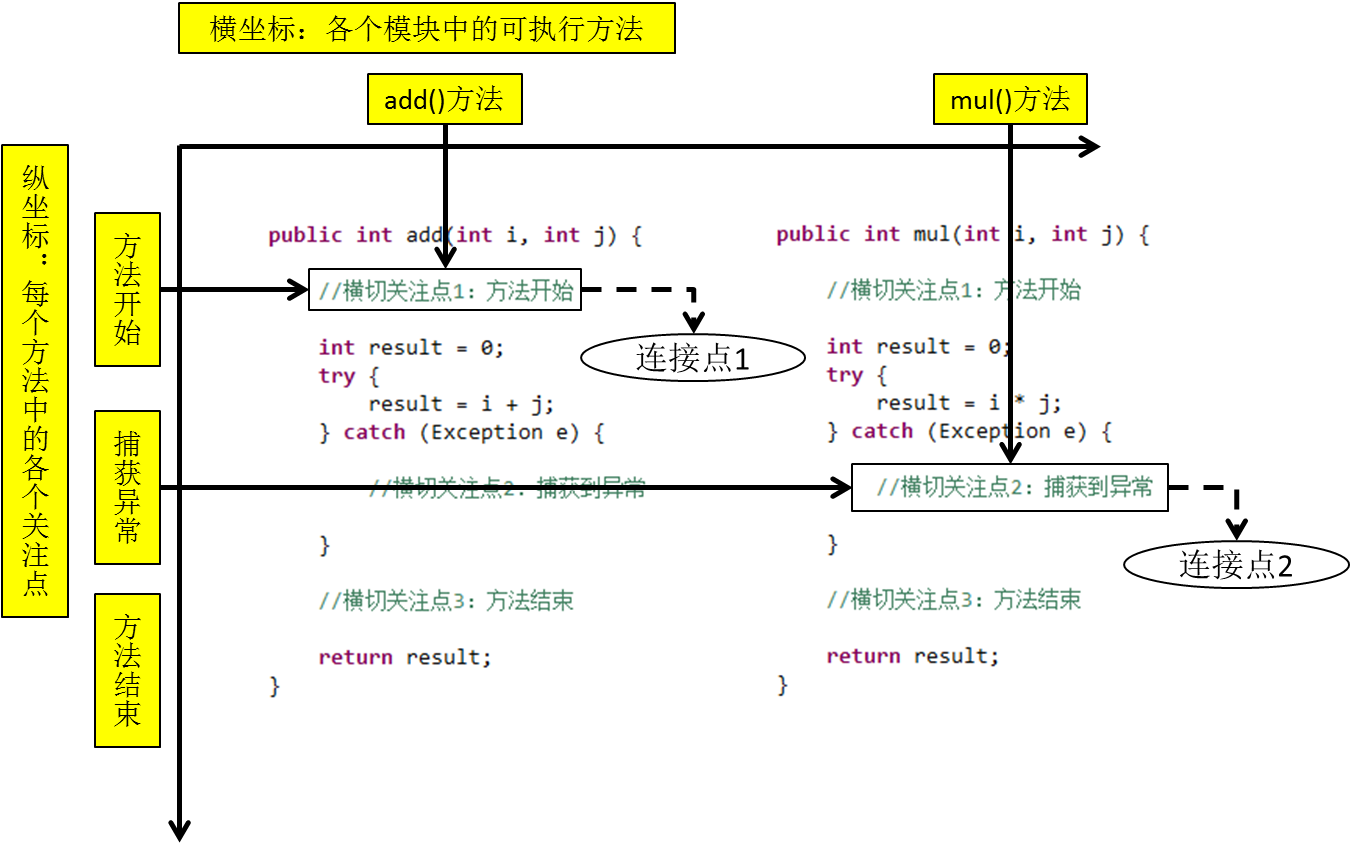 横坐标：各个模块中的可执行方法
add()方法
mul()方法
纵坐标：每个方法中的各个关注点
方法开始
捕获异常
方法结束
public int add(int i, int j) {
//横切关注点1：方法开始
连接点1
int result = 0;
try {
result = i + j;
} catch (Exception e) {
//横切关注点2：捕获到异常
}
//横切关注点3：方法结束
return result;
}
public int mul(int i, int j) {
//横切关注点1：方法开始
int result = 0;
try {
result = i * j;
} catch (Exception e) {
//横切关注点2：捕获到异常
连接点2
}
//横切关注点3：方法结束
return result;
}